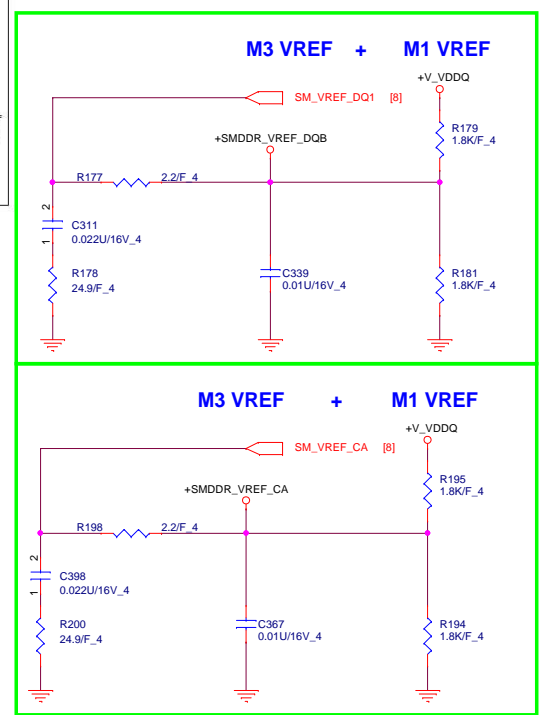 M3 VREF + M1 VREF
+V_VDDQ
SM_VREF_DQ1 [8]
R179
1.8K/F_4
+SMDDR_VREF_DQB
R177 2.2/F_4
2
C311
0.022U/16V_4
1
R178
24.9/F_4
C339
0.01U/16V_4
R181
1.8K/F_4
M3 VREF + M1 VREF
+V_VDDQ
SM_VREF_CA [8]
R195
1.8K/F_4
+SMDDR_VREF_CA
R198 2.2/F_4
2
C398
0.022U/16V_4
1
R200
24.9/F_4
C367
0.01U/16V_4
R194
1.8K/F_4